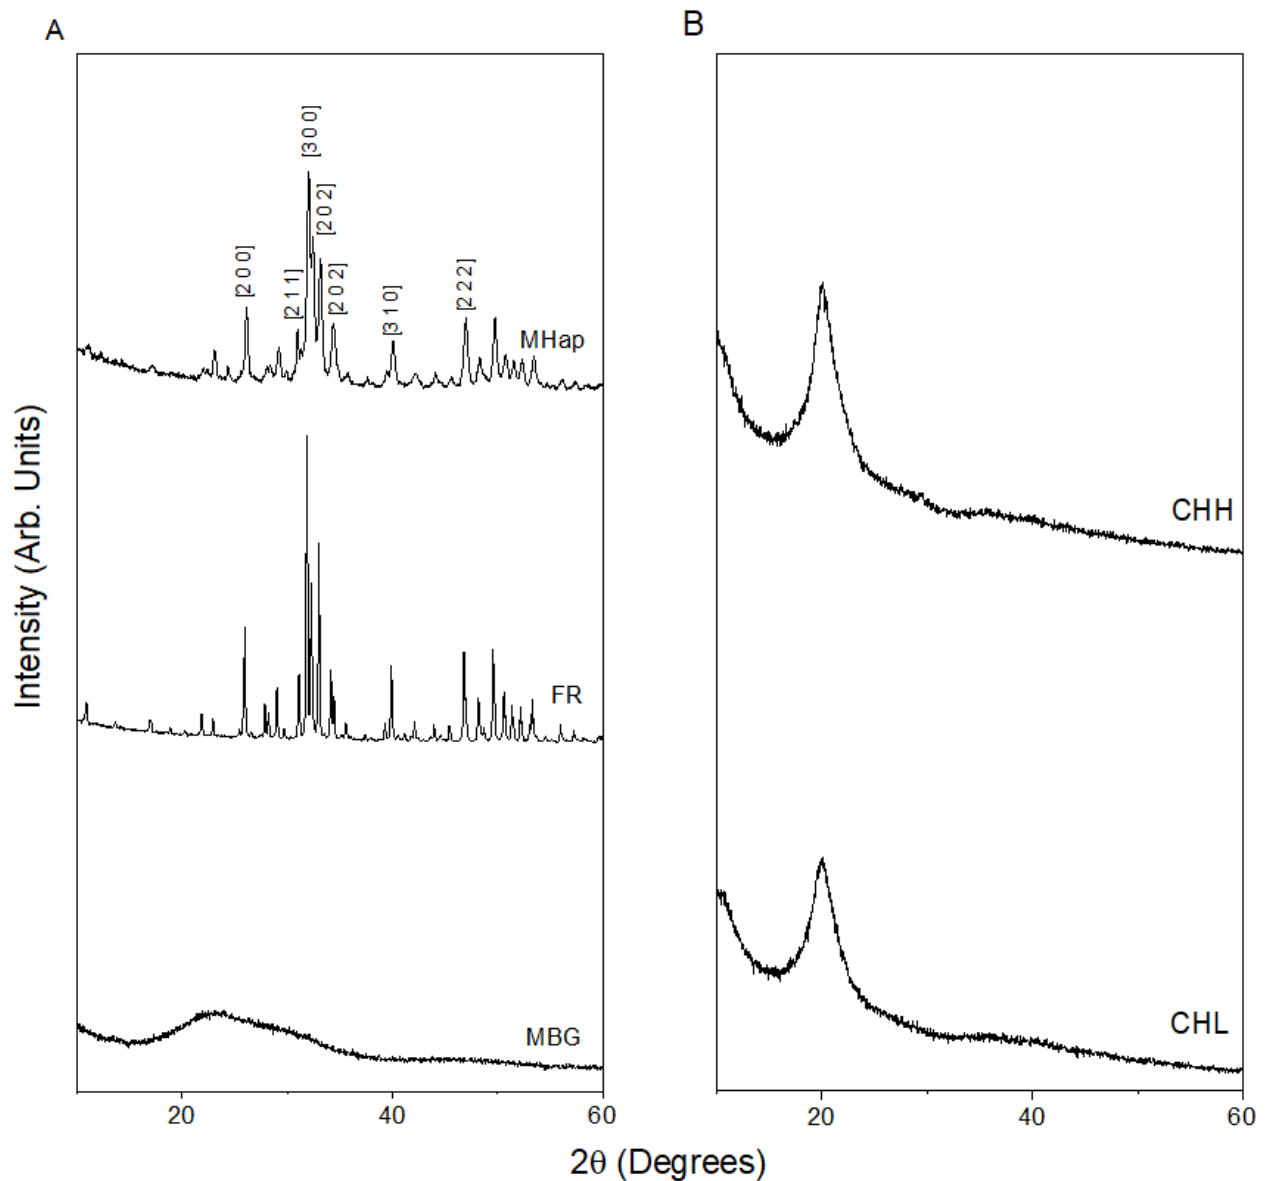 A
B
[3 0 0]
[2 0 2]
[2 0 0]
[2 1 1]
[2 0 2]
[3 1 0]
[2 2 2]
MHap
FR
MBG
CHH
CHL
Intensity (Arb. Units)
20
40
60
20
40
60
2θ (Degrees)